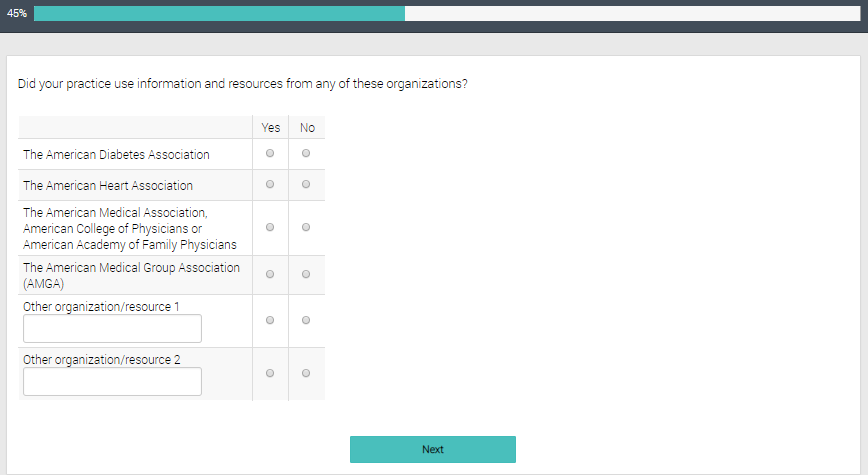 45%
Did your practice use information and resources from any of these organizations?
Yes No
The American Diabetes Association
The American Heart Association
The American Medical Association,
American College of Physicians or
American Academy of Family Physicians
The American Medical Group Association
(AMGA)
Other organization/resource 1
Other organization/resource 2
Next